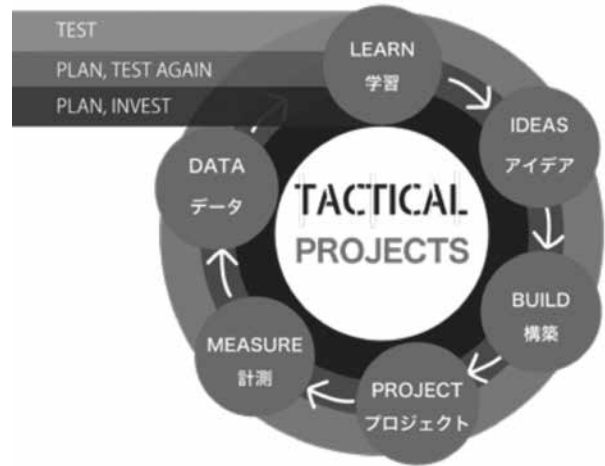 TEST
PLAN, TEST AGAIN
PLAN, INVEST
LEARN
学習
IDEAS
アイデア
BUILD
構築
PROJECT
プロジェクト
MEASURE
計測
DATA
データ
TACTICAL
PROJECTS